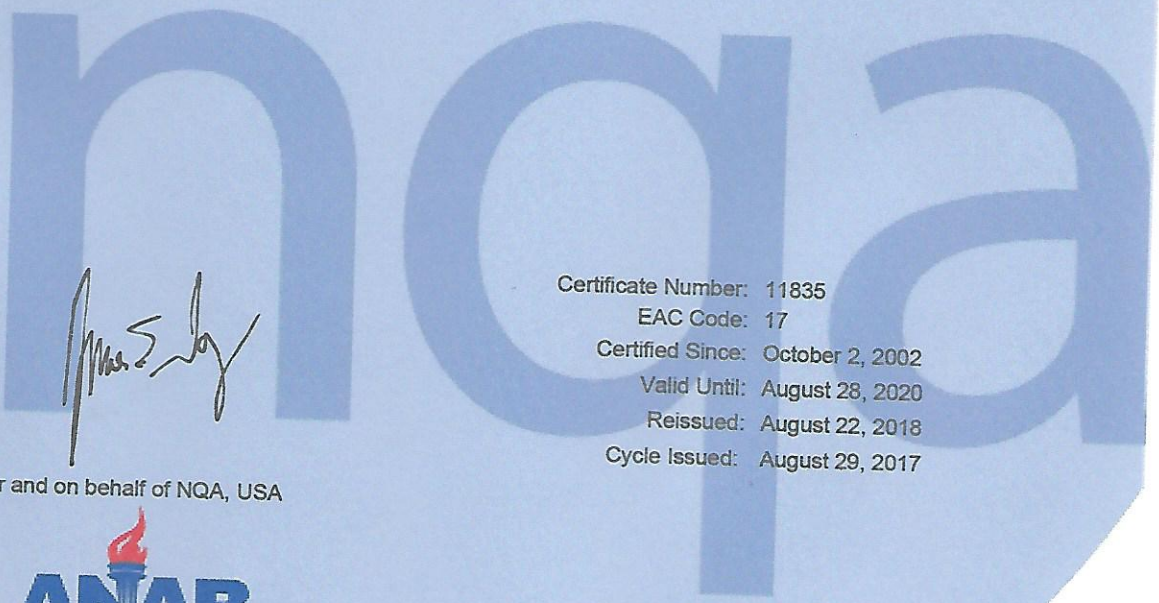 nqa
Certificate Number: 11835
EAC Code: 17
Certified Since: October 2, 2002
Valid Until: August 28, 2020
Reissued: August 22, 2018
Cycle Issued: August 29, 2017
and on behalf of NQA, USA
ANAB